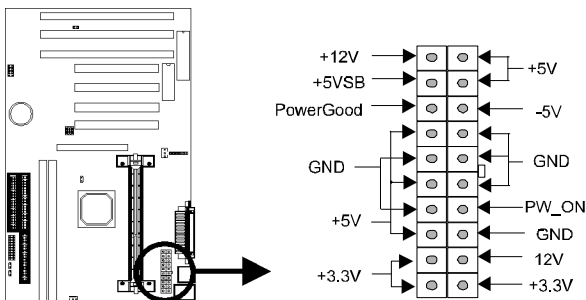 +12V
+5V
+5VSB
PowerGood
-5V
GND
GND
+5V
PW_ON
GND
+3.3V
12V
+3.3V